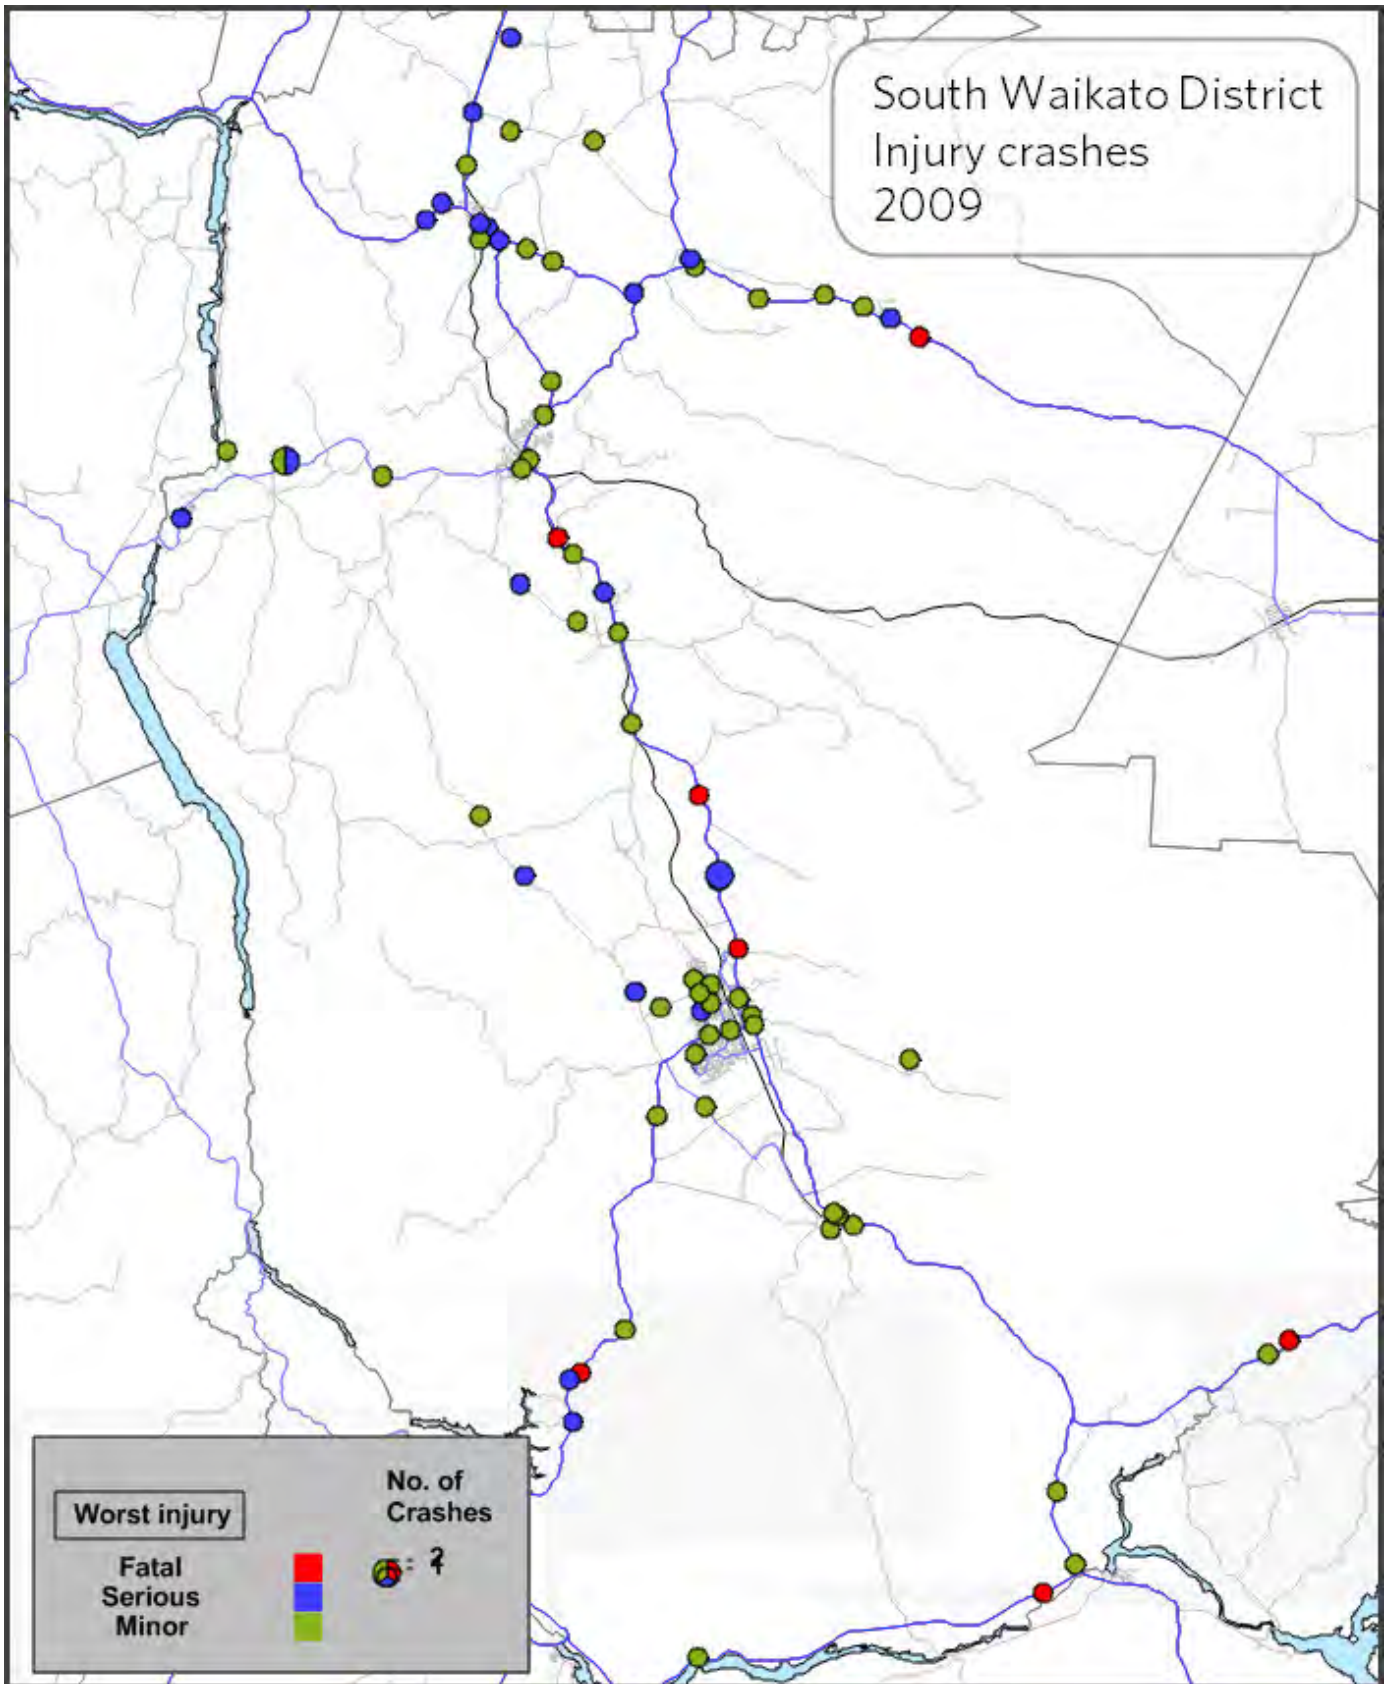 South Waikato District
Injury crashes
2009
No. of
Crashes
Worst injury
Fatal
Serious
Minor